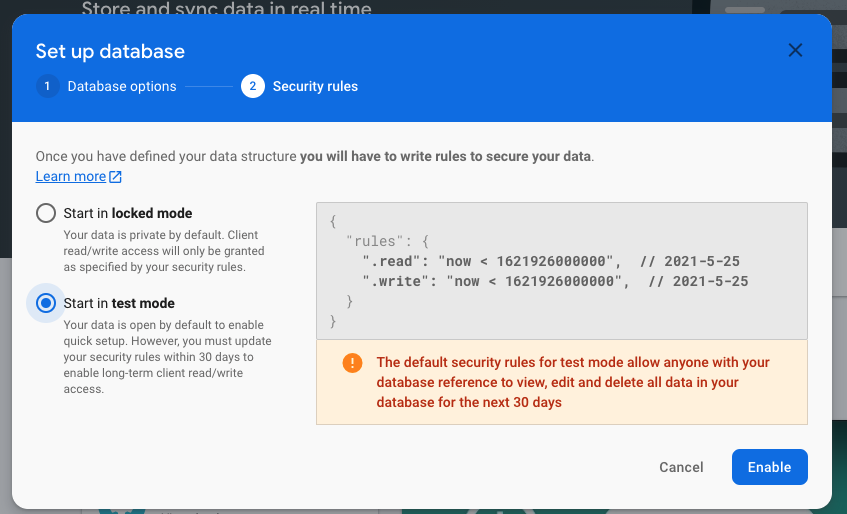 Store and sync data in real time
Set up database
1 Database options
2 Security rules
Once you have defined your data structure you will have to write rules to secure your data.
Learn more
Start in locked mode
Your data is private by default. Client
read/write access will only be granted
as specified by your security rules.
Start in test mode
Your data is open by default to enable
quick setup. However, you must update
your security rules within 30 days to
enable long-term client read/write
access.
{
"rules": {
".read": "now < 1621926000000",  // 2021-5-25
".write": "now < 1621926000000",  // 2021-5-25
}
}
The default security rules for test mode allow anyone with your
database reference to view, edit and delete all data in your
database for the next 30 days
Cancel
Enable